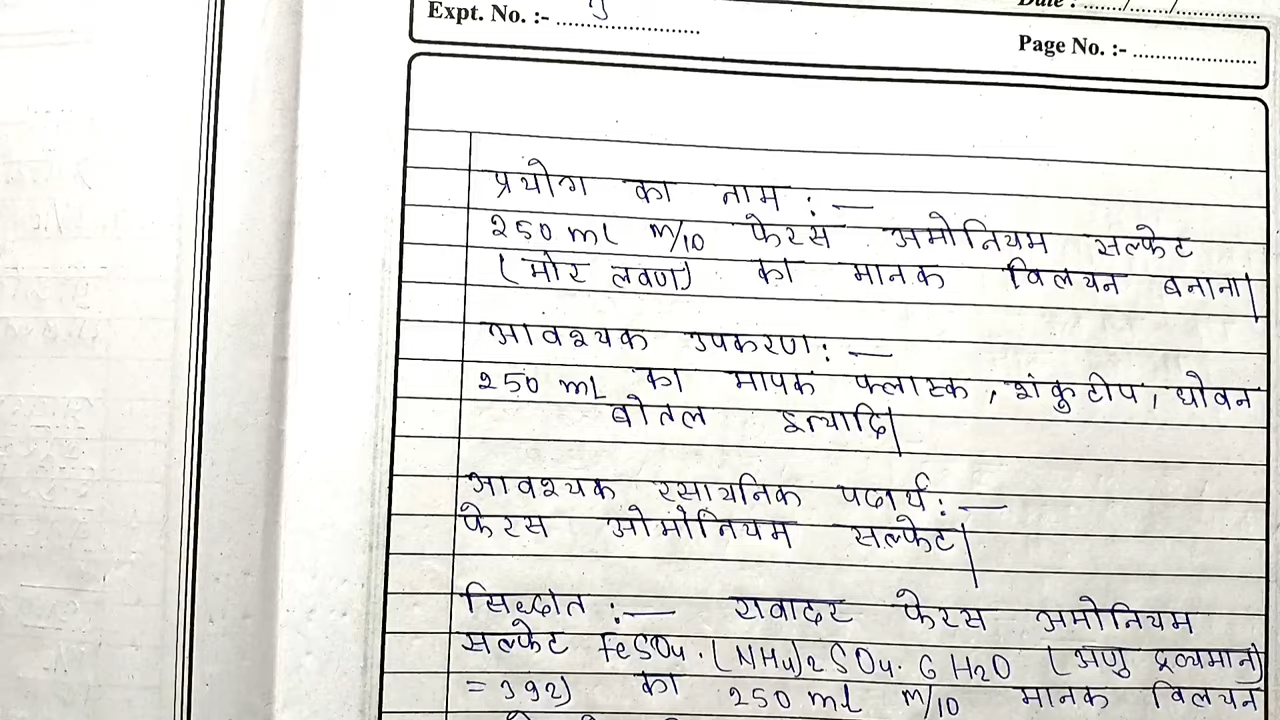 Date : ......./......./..............
Expt. No. :- ..........................
Page No. :- ......................
प्रयोग का नाम : —
250 ml M/10 फेरस अमोनियम सल्फेट
(मोर लवण) का मानक विलयन बनाना|
आवश्यक उपकरण : —
250 ml का मापक फ्लास्क, शंकु टीप, धोवन
बोतल इत्यादि|
आवश्यक रसायनिक पदार्थ : —
फेरस ओमोनियम सल्फेट|
सिद्धांत : — रवादार फेरस अमोनियम
सल्फेट FeSO4.(NH4)2SO4.6H2O (अणु द्रव्यमान
= 392) का 250 ml M/10 मानक विलयन